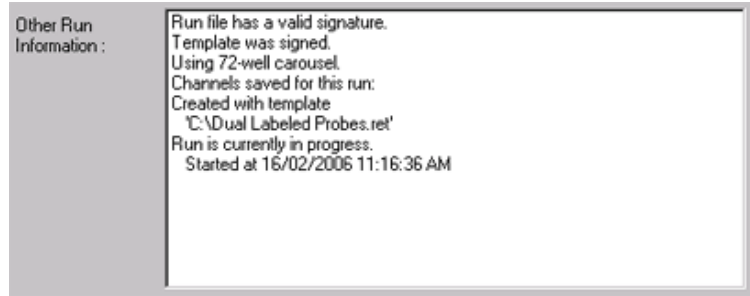 Other Run
Information :
Run file has a valid signature.
Template was signed.
Using 72-well carousel.
Channels saved for this run:
Created with template
'C:\Dual Labeled Probes.ret'
Run is currently in progress.
Started at 16/02/2006 11:16:36 AM